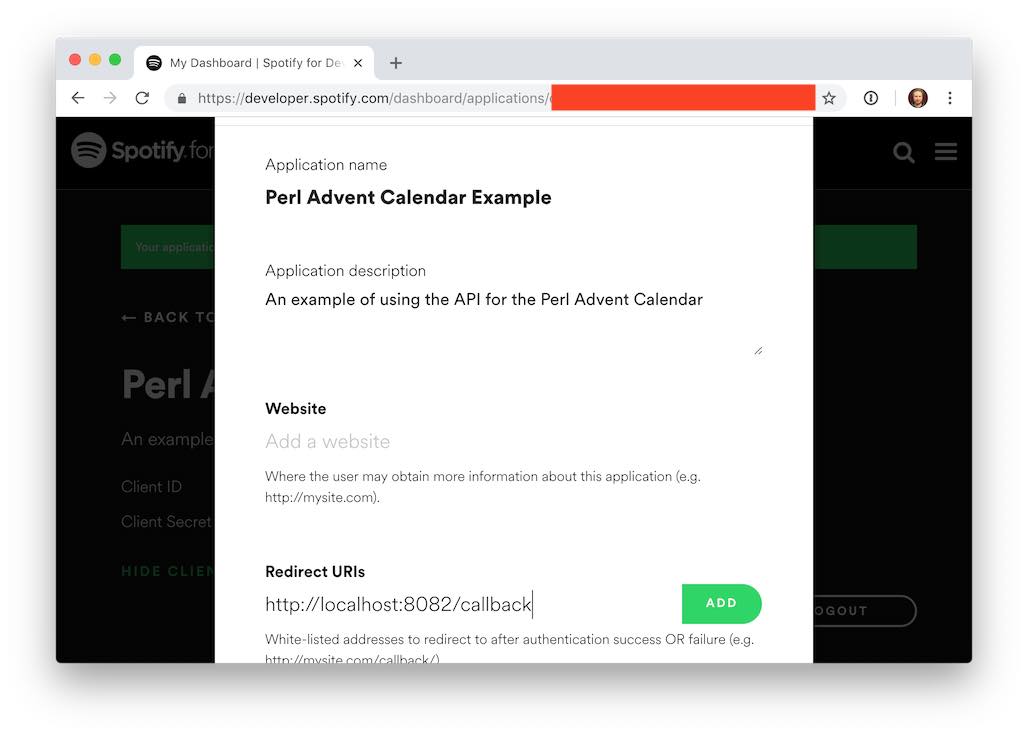 My Dashboard | Spotify for De
https://developer.spotify.com/dashboard/applications/
Spotify for
Application name
Perl Advent Calendar Example
Your applicatio
Application description
An example of using the API for the Perl Advent Calendar
← BACK TO
Perl A
Website
An example
Add a website
Where the user may obtain more information about this application (e.g.
http://mysite.com).
Client ID
Client Secret
HIDE CLIEN
Redirect URIs
http://localhost:8082/callback
ADD
OGOUT
White-listed addresses to redirect to after authentication success OR failure (e.g.
http://mysite.com/callback/)